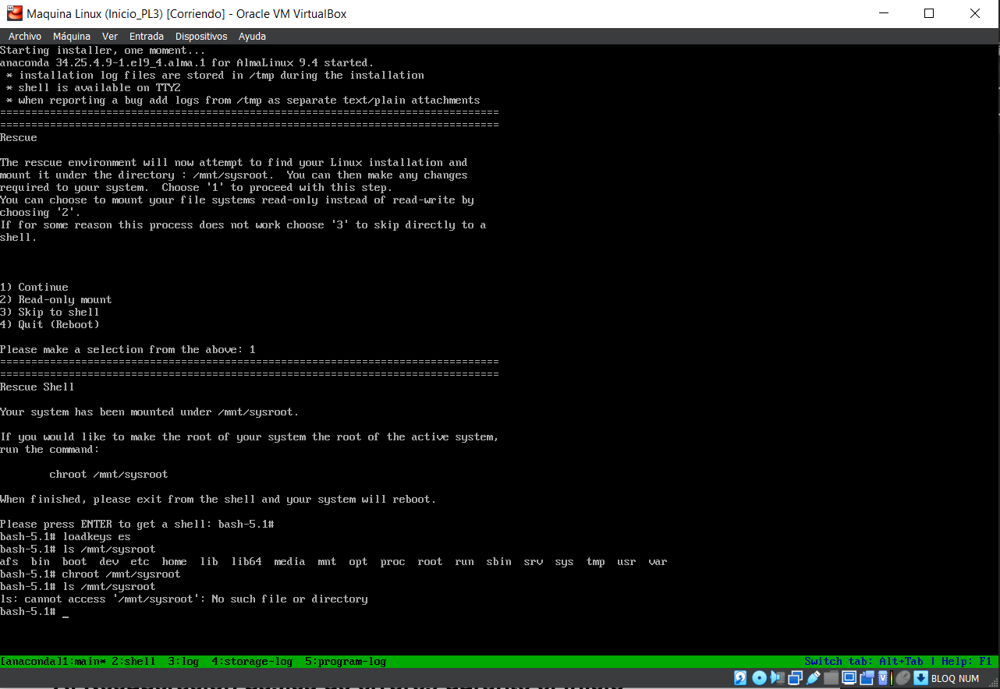 Maquina Linux (Inicio_PL3) [Corriendo] - Oracle VM VirtualBox
Archivo Máquina Ver Entrada Dispositivos Ayuda
Starting installer, one moment...
anaconda 34.25.4.9-1.el9_4.alma.1 for AlmaLinux 9.4 started.
* installation log files are stored in /tmp during the installation
* shell is available on TTY2
* when reporting a bug add logs from /tmp as separate text/plain attachments
================================================================================
================================================================================
Rescue
The rescue environment will now attempt to find your Linux installation and
mount it under the directory : /mnt/sysroot.  You can then make any changes
required to your system.  Choose '1' to proceed with this step.
You can choose to mount your file systems read-only instead of read-write by
choosing '2'.
If for some reason this process does not work choose '3' to skip directly to a
shell.
1) Continue
2) Read-only mount
3) Skip to shell
4) Quit (Reboot)
Please make a selection from the above: 1
================================================================================
================================================================================
Rescue Shell
Your system has been mounted under /mnt/sysroot.
If you would like to make the root of your system the root of the active system,
run the command:
chroot /mnt/sysroot
When finished, please exit from the shell and your system will reboot.
Please press ENTER to get a shell: bash-5.1#
bash-5.1# loadkeys es
bash-5.1# ls /mnt/sysroot
afs  bin  boot  dev  etc  home  lib  lib64  media  mnt  opt  proc  root  run  sbin  srv  sys  tmp  usr  var
bash-5.1# chroot /mnt/sysroot
bash-5.1# ls /mnt/sysroot
ls: cannot access '/mnt/sysroot': No such file or directory
bash-5.1# _
[anaconda]1:main* 2:shell  3:log  4:storage-log  5:program-log Switch tab: Alt+Tab | Help: F1
BLOQ NUM